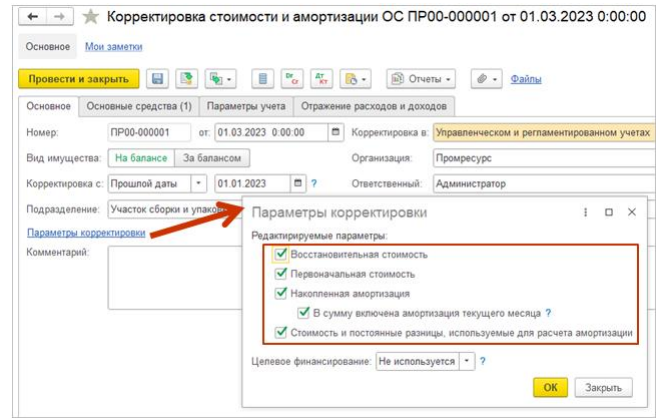 Корректировка стоимости и амортизации ОС ПР00-000001 от 01.03.2023 0:00:00
Основное Мои заметки
Провести и закрыть Dr Cr Дт Кт Отчеты Файлы
Основное Основные средства (1) Параметры учета Отражение расходов и доходов
Номер: ПР00-000001 от: 01.03.2023 0:00:00 Корректировка в: Управленческом и регламентированном учетах
Вид имущества: На балансе За балансом Организация: Промресурс
Корректировка с: Прошлой даты 01.01.2023 ? Ответственный: Администратор
Подразделение: Участок сборки и
Параметры корректировки
Комментарий:
Параметры корректировки
Редактируемые параметры:
Восстановительная стоимость
Первоначальная стоимость
Накопленная амортизация
В сумму включена амортизация текущего месяца ?
Стоимость и постоянные разницы, используемые для расчета амортизации
Целевое финансирование: Не используется ?
ОК Закрыть